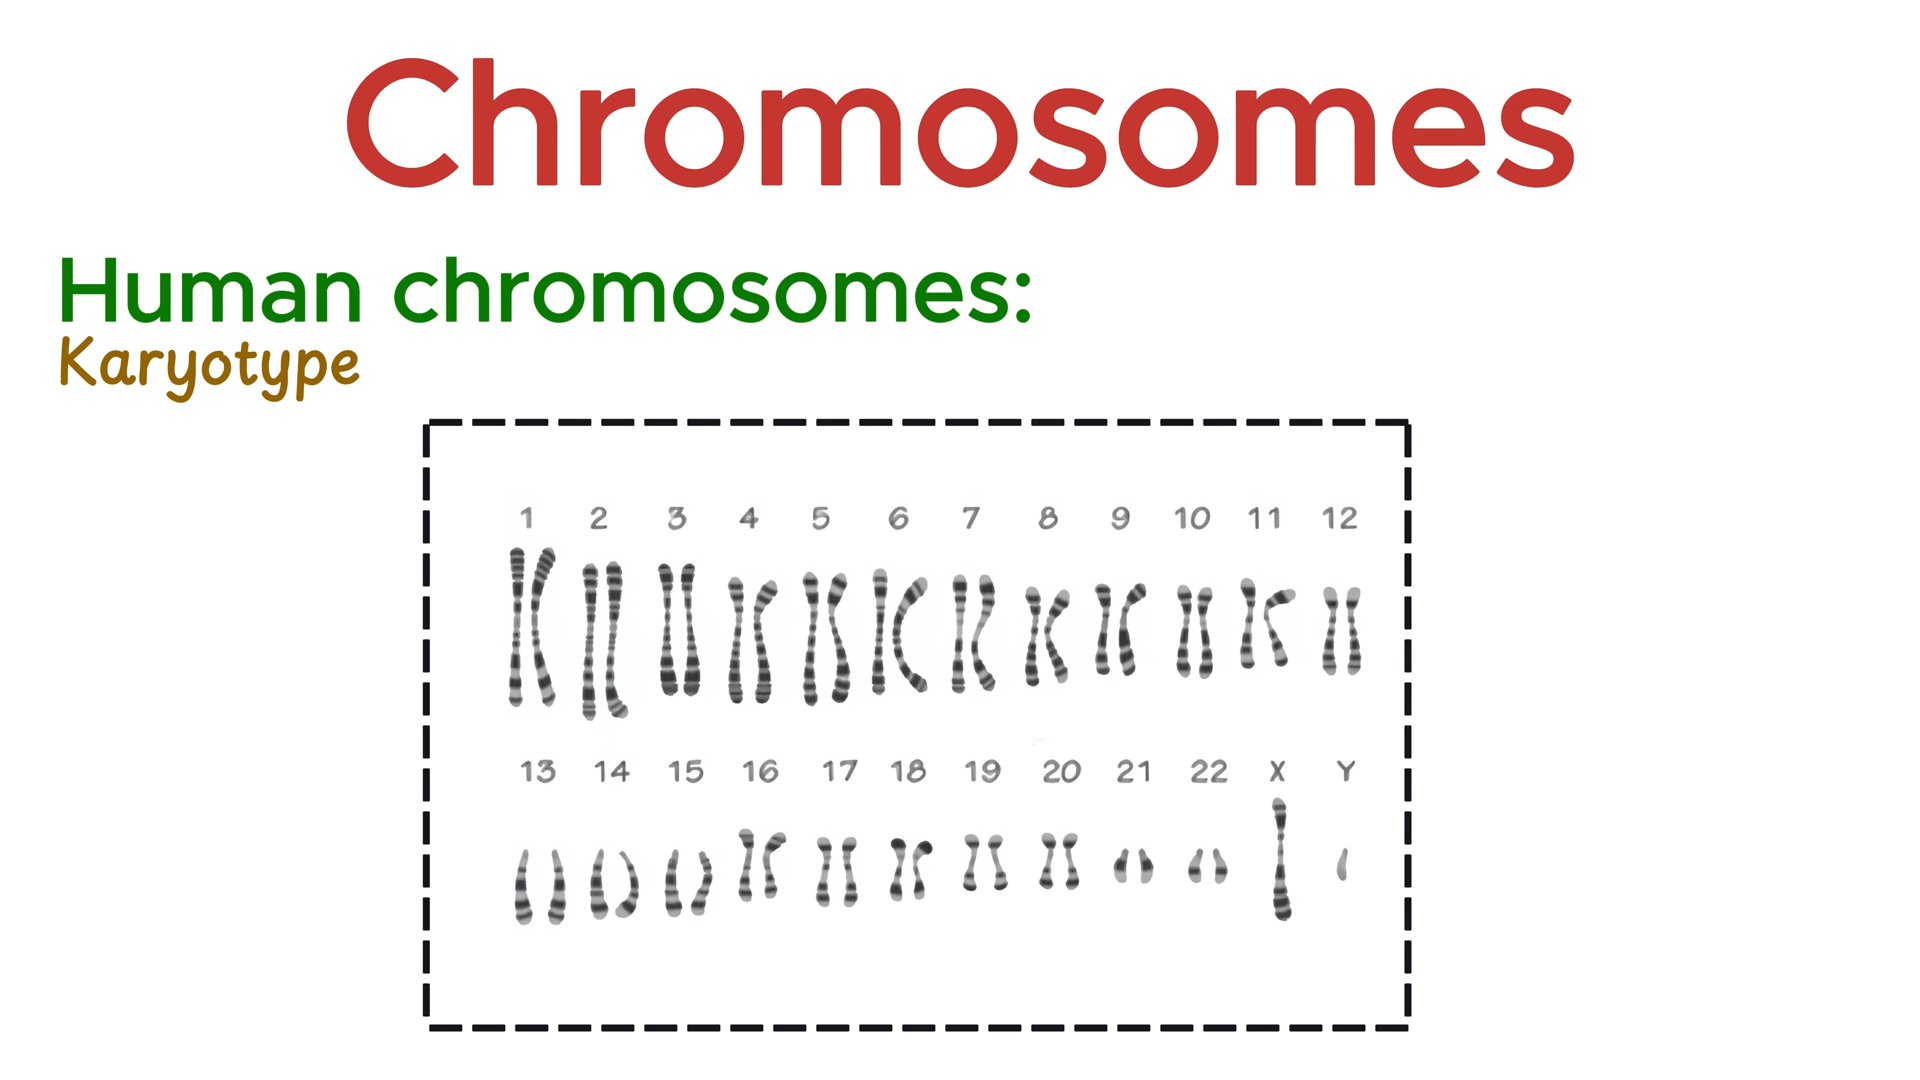 Chromosomes
Human chromosomes:
Karyotype
1 2 3 4 5 6 7 8 9 10 11 12
13 14 15 16 17 18 19 20 21 22 X Y